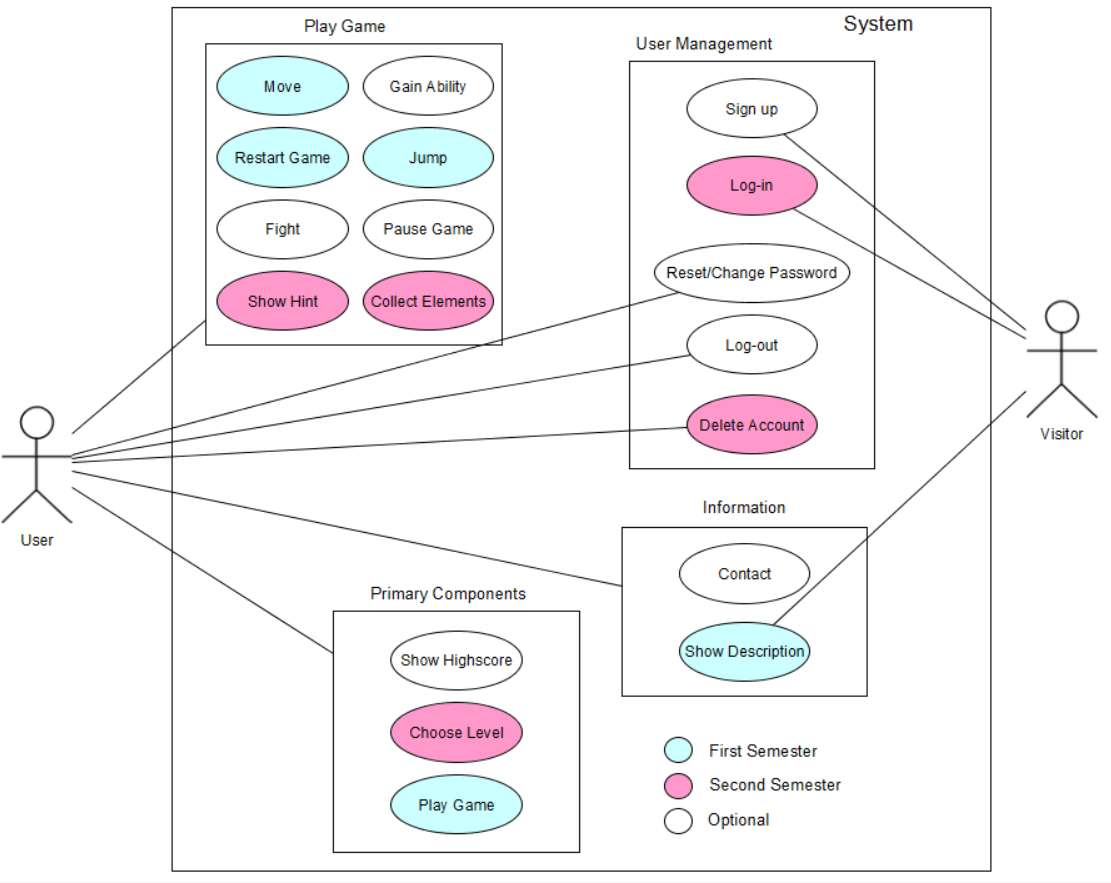 System
Play Game
Move
Gain Ability
Restart Game
Jump
Fight
Pause Game
Show Hint
Collect Elements
User Management
Sign up
Log-in
Reset/Change Password
Log-out
Delete Account
User
Visitor
Information
Contact
Show Description
Primary Components
Show Highscore
Choose Level
Play Game
First Semester
Second Semester
Optional